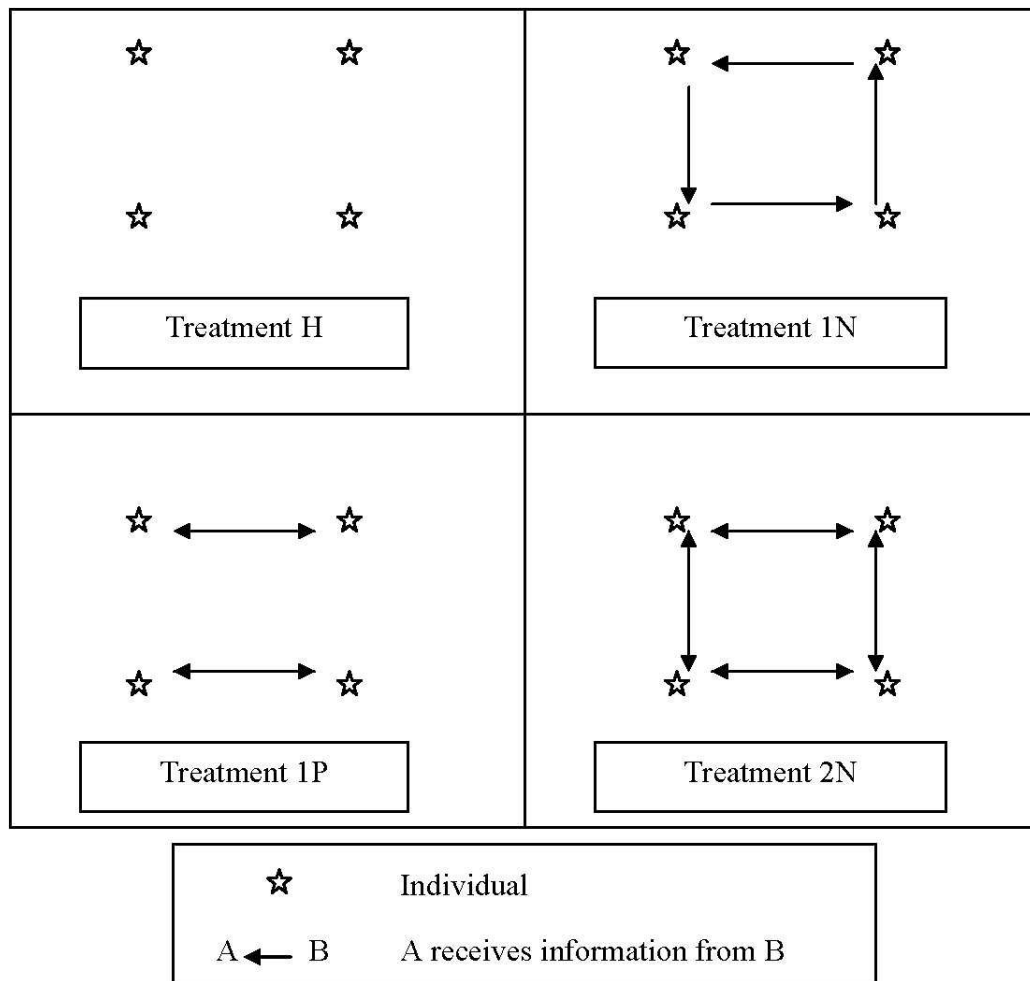 Treatment H
Treatment 1N
Treatment 1P
Treatment 2N
Individual
A B A receives information from B